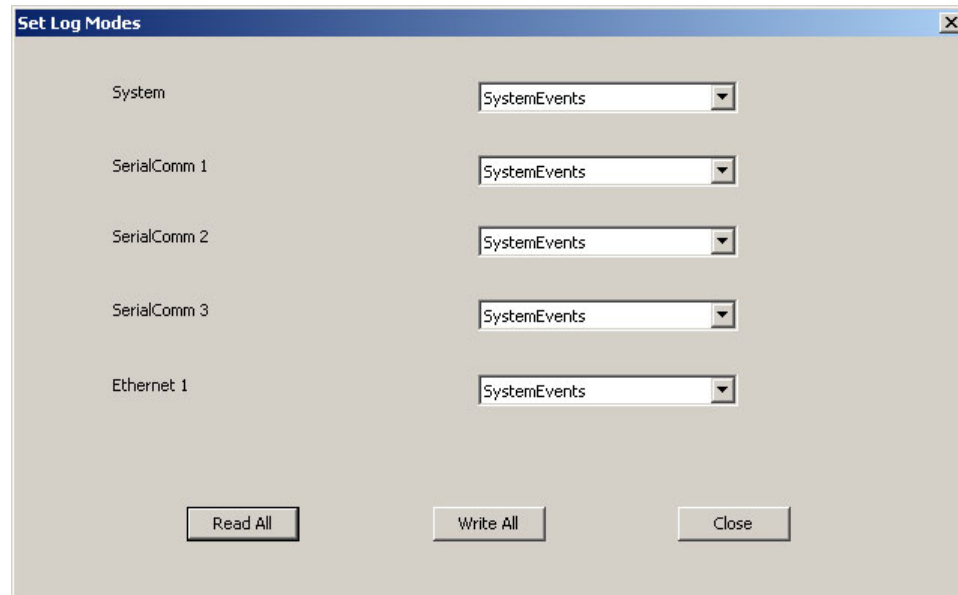 Set Log Modes
System SystemEvents
SerialComm 1 SystemEvents
SerialComm 2 SystemEvents
SerialComm 3 SystemEvents
Ethernet 1 SystemEvents
Read All Write All Close